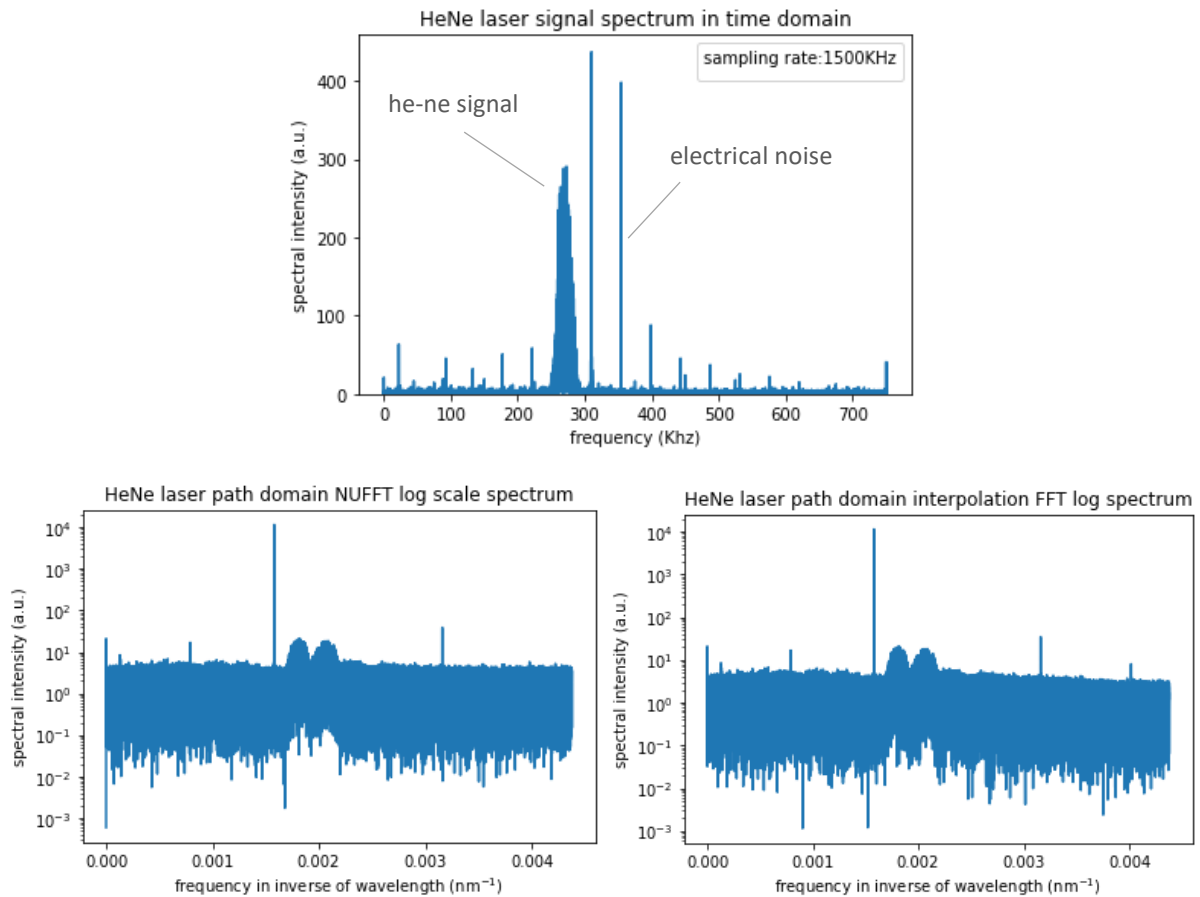 HeNe laser signal spectrum in time domain
sampling rate:1500KHz
he-ne signal
electrical noise
spectral intensity (a.u.)
400
300
200
100
0
0 100 200 300 400 500 600 700
frequency (Khz)
HeNe laser path domain NUFFT log scale spectrum
spectral intensity (a.u.)
10⁴
10³
10²
10¹
10⁰
10⁻¹
10⁻²
10⁻³
0.000 0.001 0.002 0.003 0.004
frequency in inverse of wavelength (nm⁻¹)
HeNe laser path domain interpolation FFT log spectrum
spectral intensity (a.u.)
10⁴
10³
10²
10¹
10⁰
10⁻¹
10⁻²
10⁻³
0.000 0.001 0.002 0.003 0.004
frequency in inverse of wavelength (nm⁻¹)